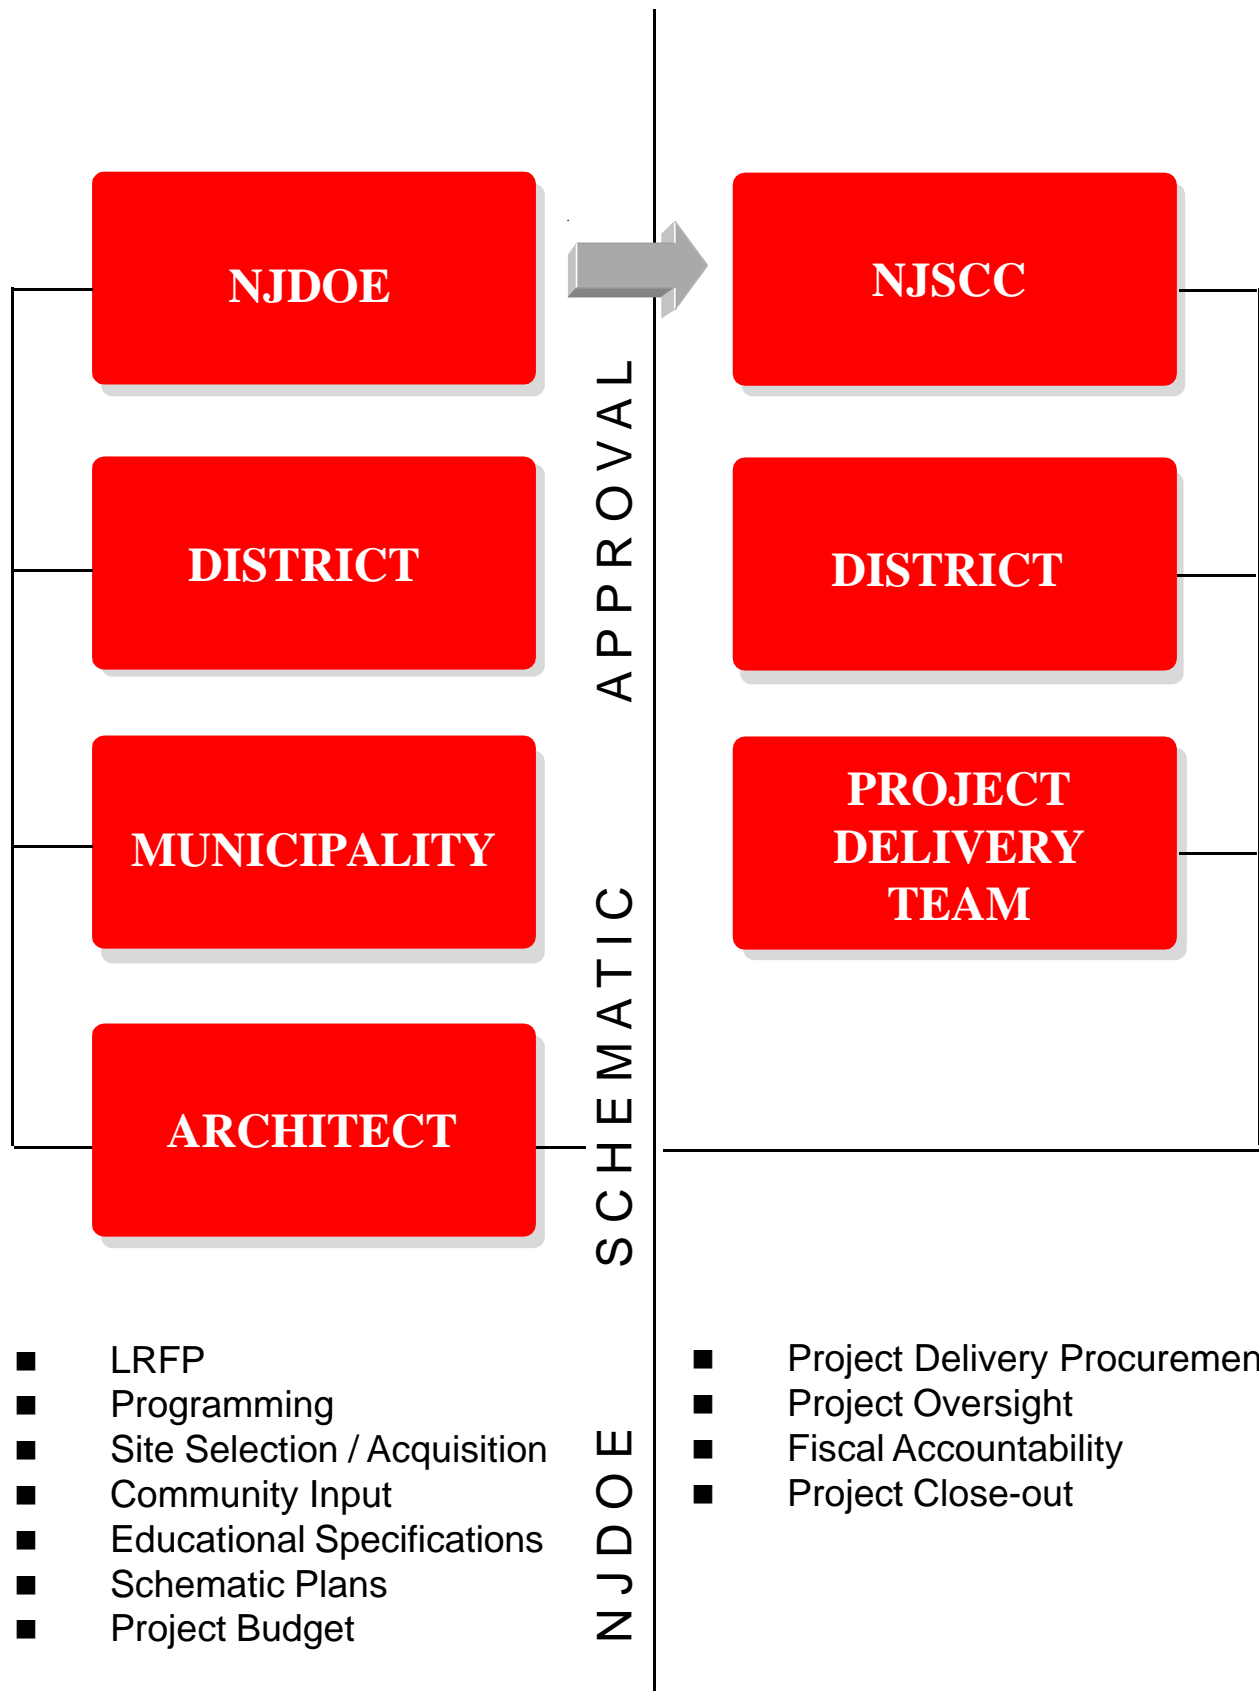 NJDOE
DISTRICT
MUNICIPALITY
ARCHITECT
LRFP
Programming
Site Selection / Acquisition
Community Input
Educational Specifications
Schematic Plans
Project Budget
NJDOE SCHEMATIC APPROVAL
NJSCC
DISTRICT
PROJECT
DELIVERY
TEAM
Project Delivery Procuremen
Project Oversight
Fiscal Accountability
Project Close-out